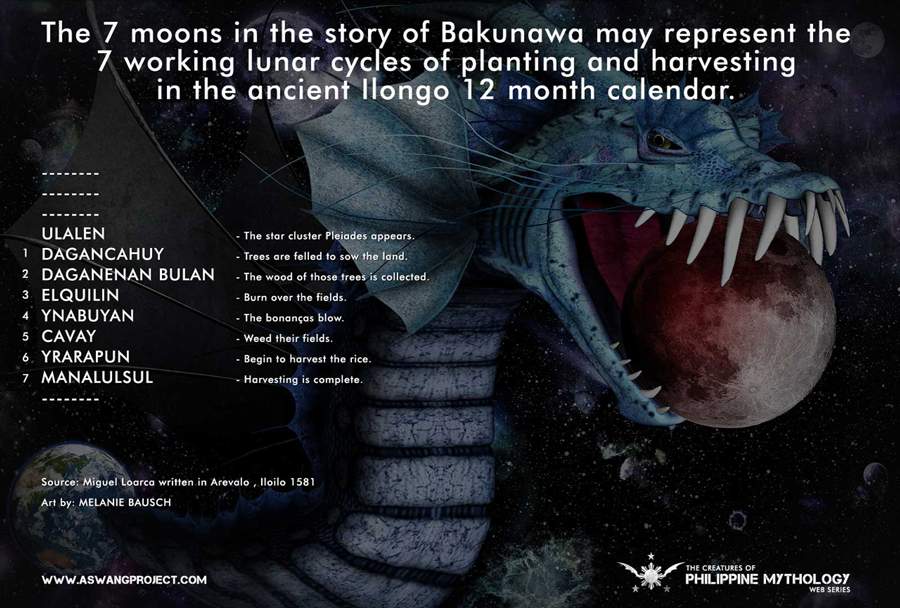 The 7 moons in the story of Bakunawa may represent the
7 working lunar cycles of planting and harvesting
in the ancient Ilongo 12 month calendar.
--------
--------
--------
ULALEN - The star cluster Pleiades appears.
1 DAGANCAHUY - Trees are felled to sow the land.
2 DAGANENAN BULAN - The wood of those trees is collected.
3 ELQUILIN - Burn over the fields.
4 YNABUYAN - The bonanças blow.
5 CAVAY - Weed their fields.
6 YRARAPUN - Begin to harvest the rice.
7 MANALULSUL - Harvesting is complete.
--------
Source: Miguel Loarca written in Arevalo , Iloilo 1581
Art by: MELANIE BAUSCH
WWW.ASWANGPROJECT.COM
THE CREATURES OF
PHILIPPINE MYTHOLOGY
WEB SERIES